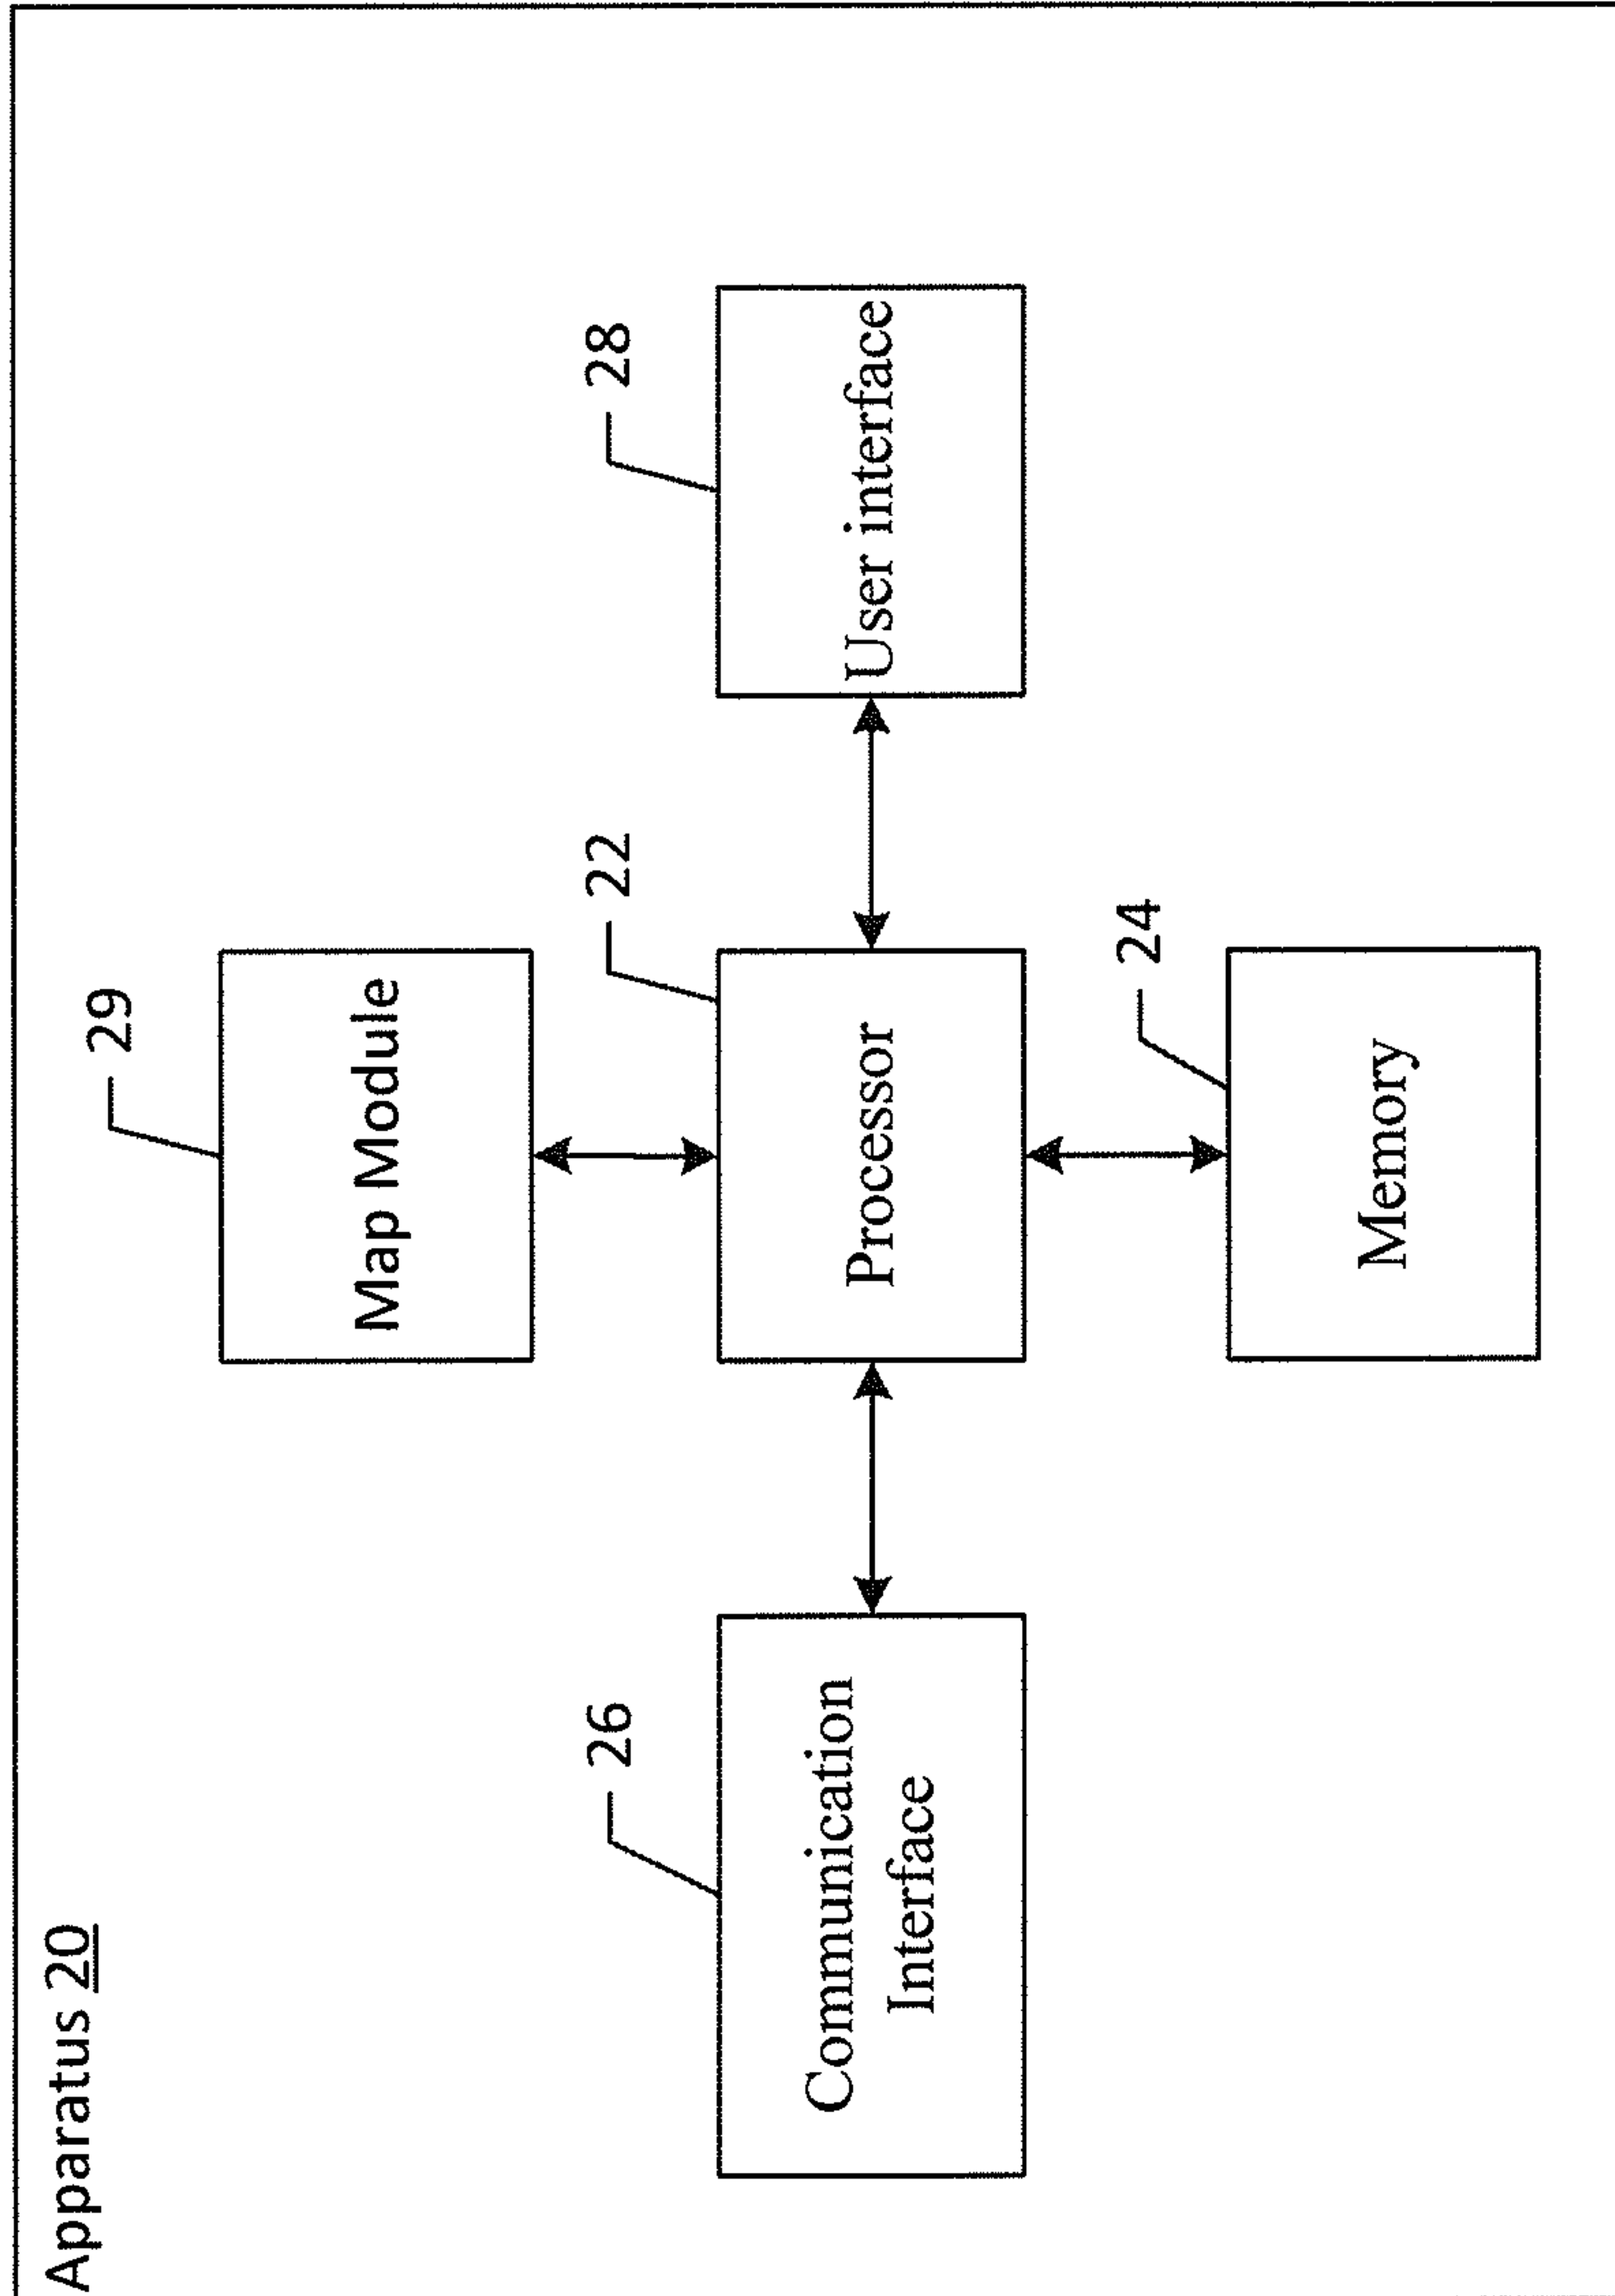 Apparatus 20
29
Map Module
26
Communication
Interface
22
Processor
28
User interface
24
Memory